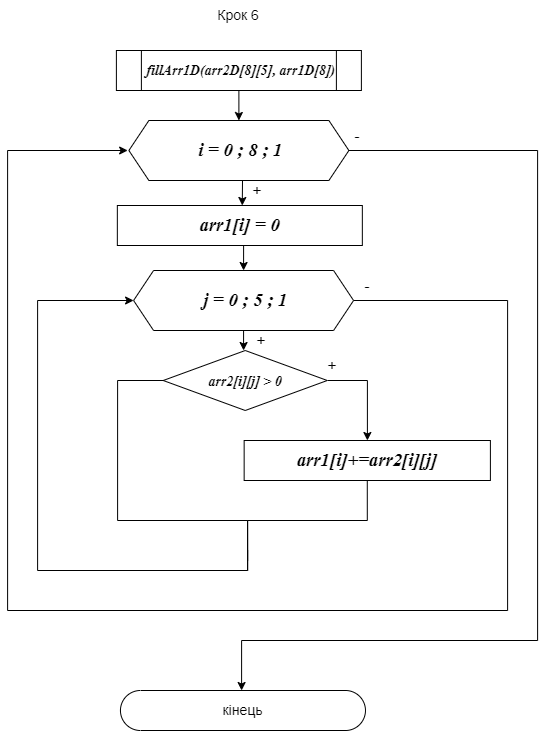 Крок 6
fillArr1D(arr2D[8][5], arr1D[8])
i = 0 ; 8 ; 1
-
+
arr1[i] = 0
j = 0 ; 5 ; 1
-
+
arr2[i][j] > 0
+
arr1[i]+=arr2[i][j]
кінець